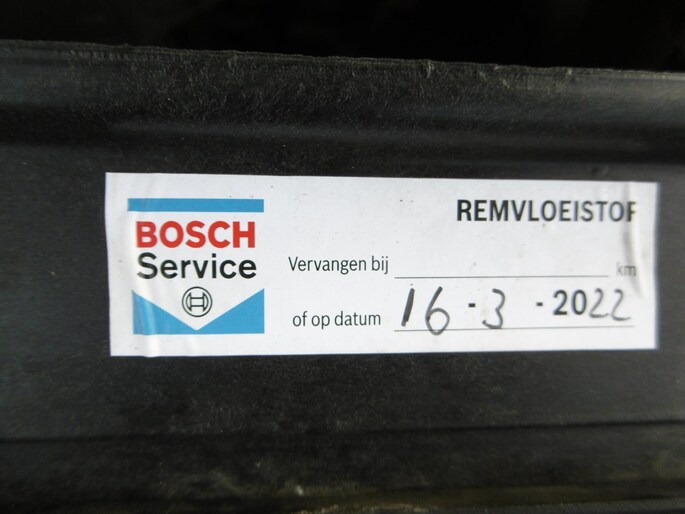 REMVLOEISTOF
BOSCH
Service
Vervangen bij km
of op datum 16-3-2022